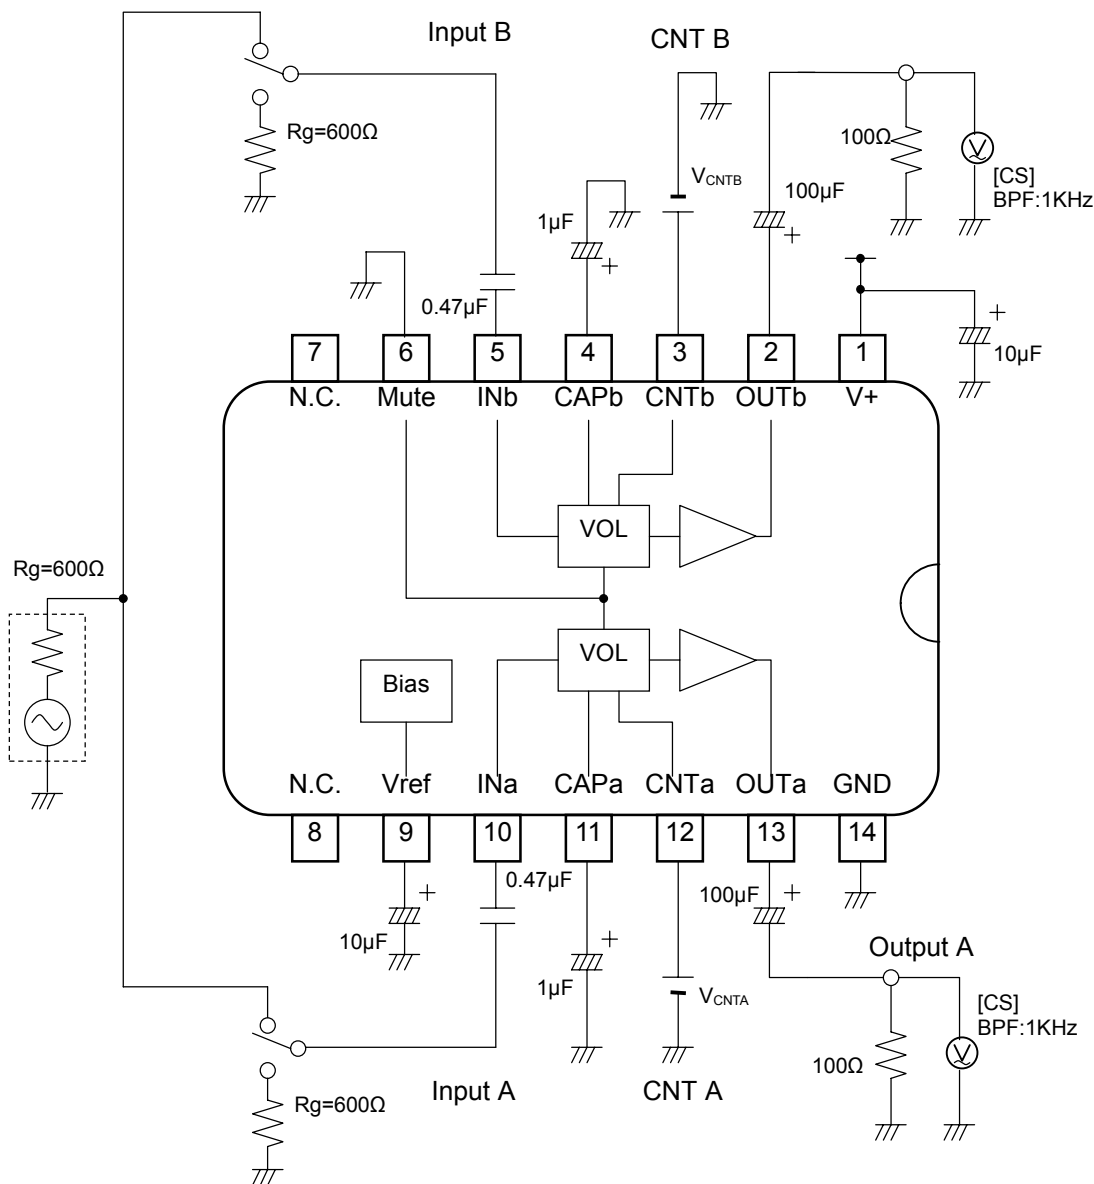 Input B
CNT B
Rg=600Ω
VCNTB
100Ω
[CS]
BPF:1KHz
1µF
+
100µF
+
0.47µF
+
10µF
7
6
5
4
3
2
1
N.C.
Mute
INb
CAPb
CNTb
OUTb
V+
VOL
Rg=600Ω
VOL
Bias
N.C.
Vref
INa
CAPa
CNTa
OUTa
GND
8
9
10
11
12
13
14
+
10µF
0.47µF
+
1µF
VCNTA
100µF
+
Output A
[CS]
BPF:1KHz
100Ω
Rg=600Ω
Input A
CNT A
V
V